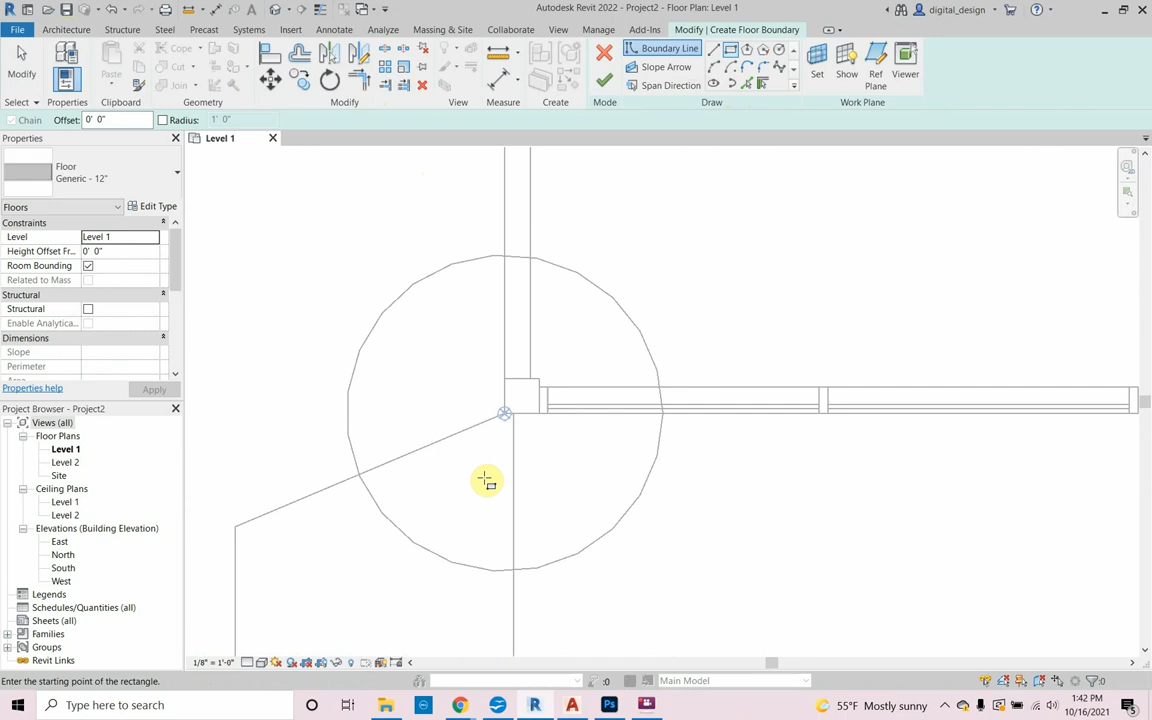 Autodesk Revit 2022 - Project2 - Floor Plan: Level 1
digital_design
File Architecture Structure Steel Precast Systems Insert Annotate Analyze Massing & Site Collaborate View Manage Add-Ins Modify | Create Floor Boundary
Modify
Properties
Paste
Cope
Cut
Join
Boundary Line
Slope Arrow
Span Direction
Set Show Ref Plane Viewer
Select Properties Clipboard Geometry Modify View Measure Create Mode Draw Work Plane
Chain Offset: 0' 0" Radius: 1' 0"
Properties
Level 1
Floor
Generic - 12"
Floors Edit Type
Constraints
Level Level 1
Height Offset Fr... 0' 0"
Room Bounding
Related to Mass
Structural
Structural
Enable Analytica...
Dimensions
Slope
Perimeter
Properties help Apply
Project Browser - Project2
Views (all)
Floor Plans
Level 1
Level 2
Site
Ceiling Plans
Level 1
Level 2
Elevations (Building Elevation)
East
North
South
West
Legends
Schedules/Quantities (all)
Sheets (all)
Families
Groups
Revit Links
1/8" = 1'-0"
Enter the starting point of the rectangle.
:0
Main Model
:0
Type here to search
55°F Mostly sunny
1:42 PM
10/16/2021